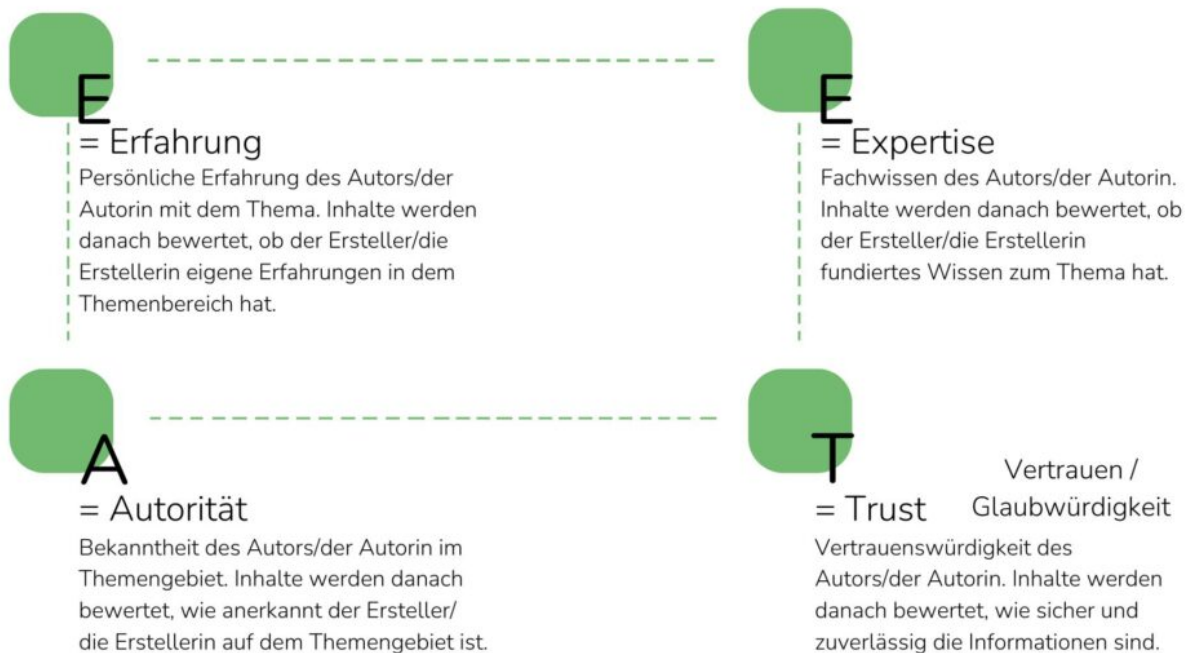 E
= Erfahrung
Persönliche Erfahrung des Autors/der
Autorin mit dem Thema. Inhalte werden
danach bewertet, ob der Ersteller/die
Erstellerin eigene Erfahrungen in dem
Themenbereich hat.
E
= Expertise
Fachwissen des Autors/der Autorin.
Inhalte werden danach bewertet, ob
der Ersteller/die Erstellerin
fundiertes Wissen zum Thema hat.
A
= Autorität
Bekanntheit des Autors/der Autorin im
Themengebiet. Inhalte werden danach
bewertet, wie anerkannt der Ersteller/
die Erstellerin auf dem Themengebiet ist.
T
= Trust
Vertrauen /
Glaubwürdigkeit
Vertrauenswürdigkeit des
Autors/der Autorin. Inhalte werden
danach bewertet, wie sicher und
zuverlässig die Informationen sind.